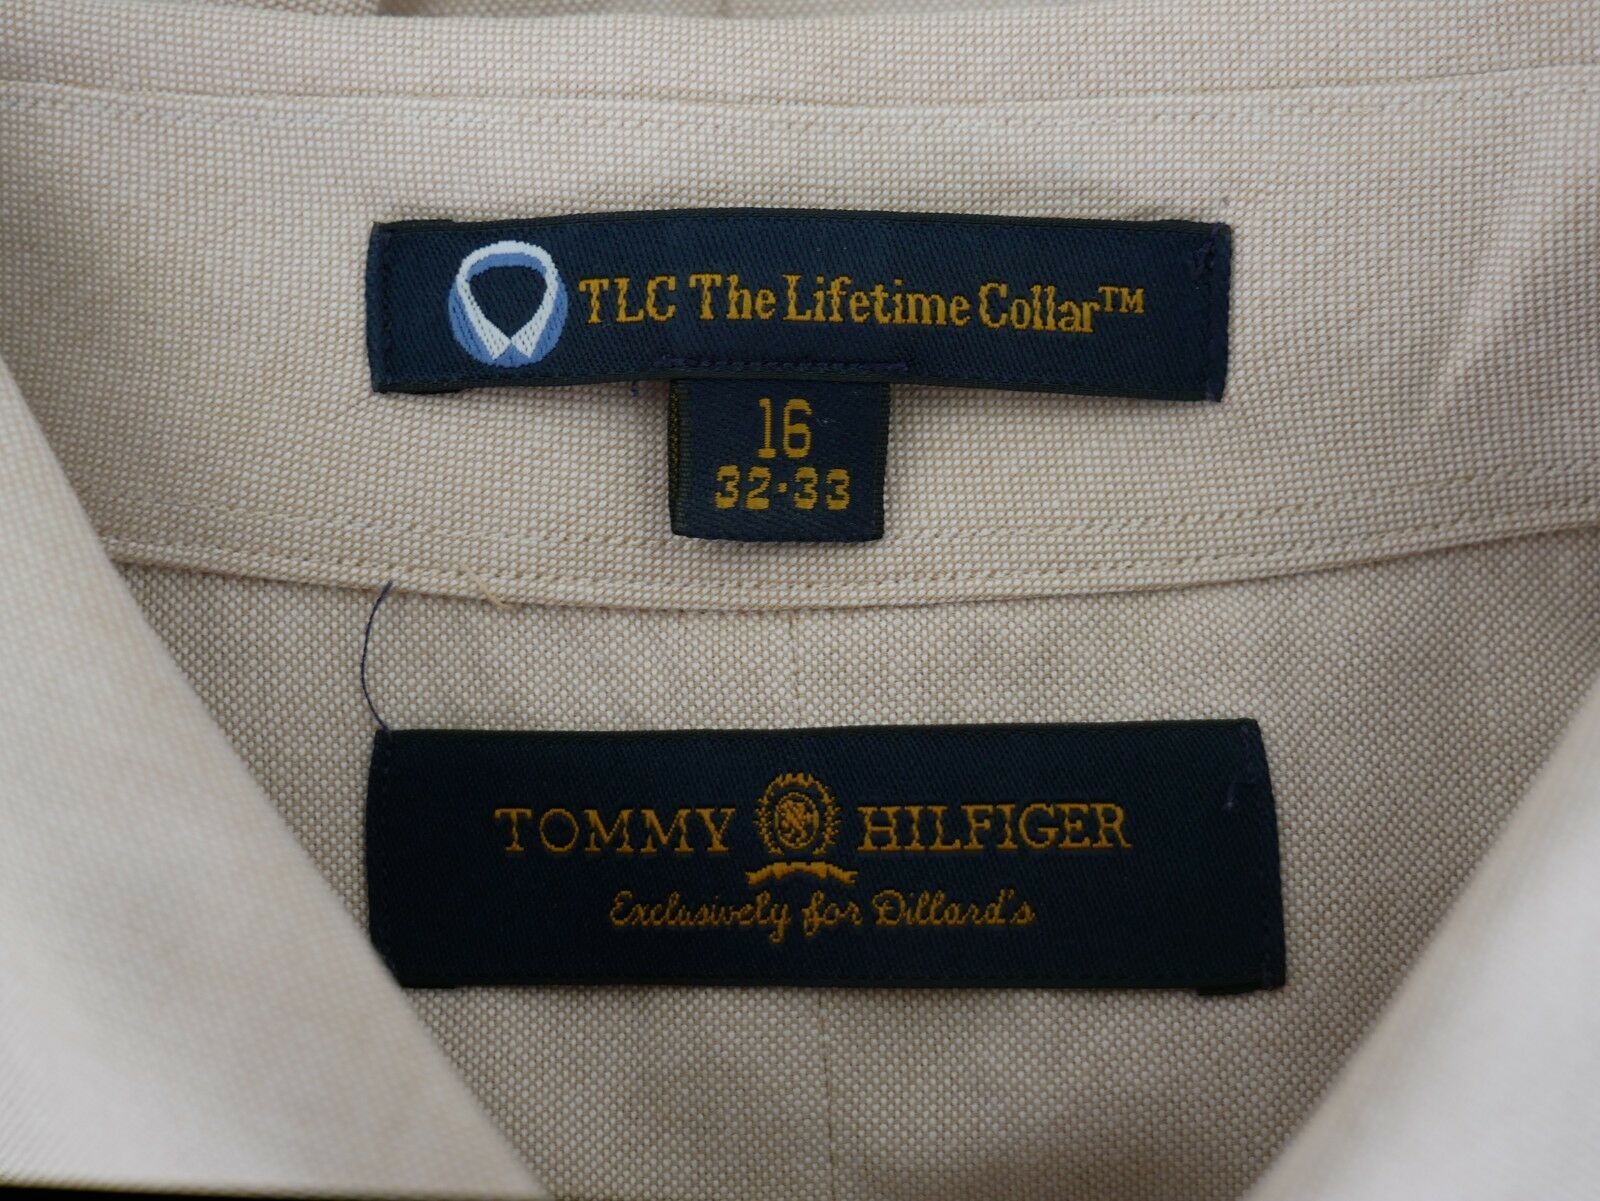 TLC The Lifetime Collar™
16
32·33
TOMMY HILFIGER
Exclusively for Dillard's